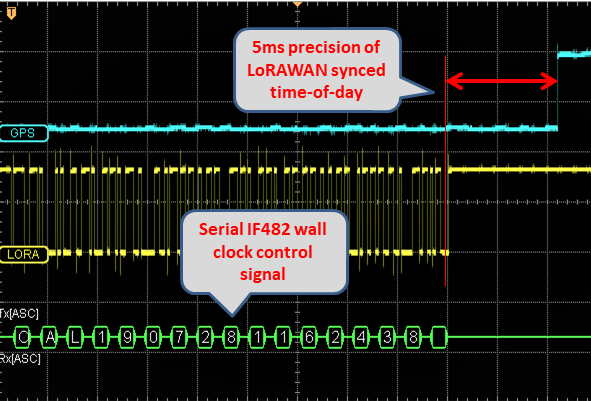 T
5ms precision of
LoRAWAN synced
time-of-day
GPS
LORA
Serial IF482 wall
clock control
signal
Tx[ASC]
O A L 1 9 0 7 2 8 1 1 6 2 4 3 8
Rx[ASC]